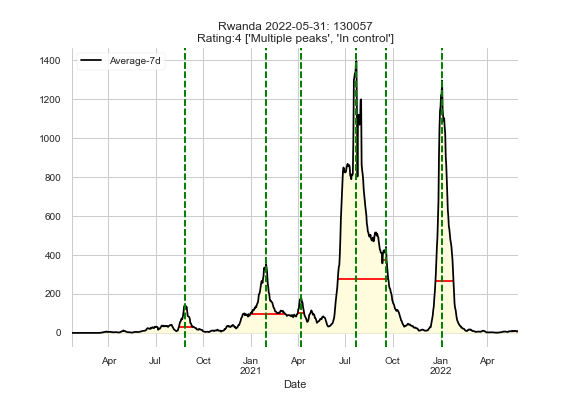 Rwanda 2022-05-31: 130057
Rating:4 ['Multiple peaks', 'In control']
Average-7d
1400
1200
1000
800
600
400
200
0
Apr Jul Oct Jan Apr Jul Oct Jan Apr
2021 2022
Date